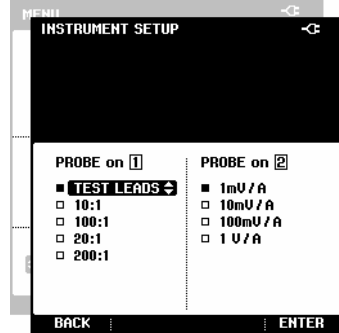 MENU
INSTRUMENT SETUP
PROBE on 1
TEST LEADS
10:1
100:1
20:1
200:1
PROBE on 2
1mV/A
10mV/A
100mV/A
1 V/A
BACK
ENTER